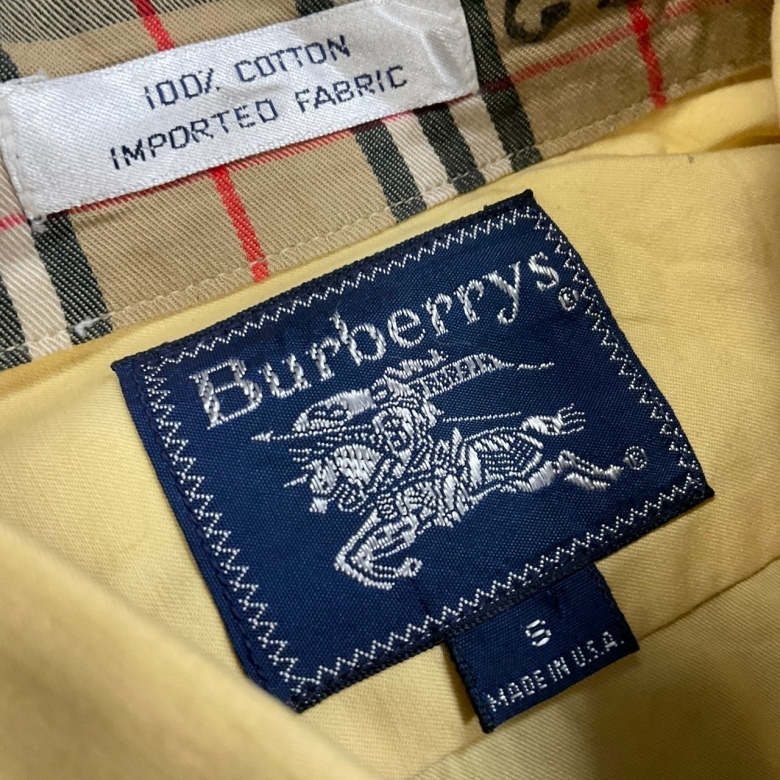 100% COTTON
IMPORTED FABRIC
Burberrys®
®
S
MADE IN U.S.A.